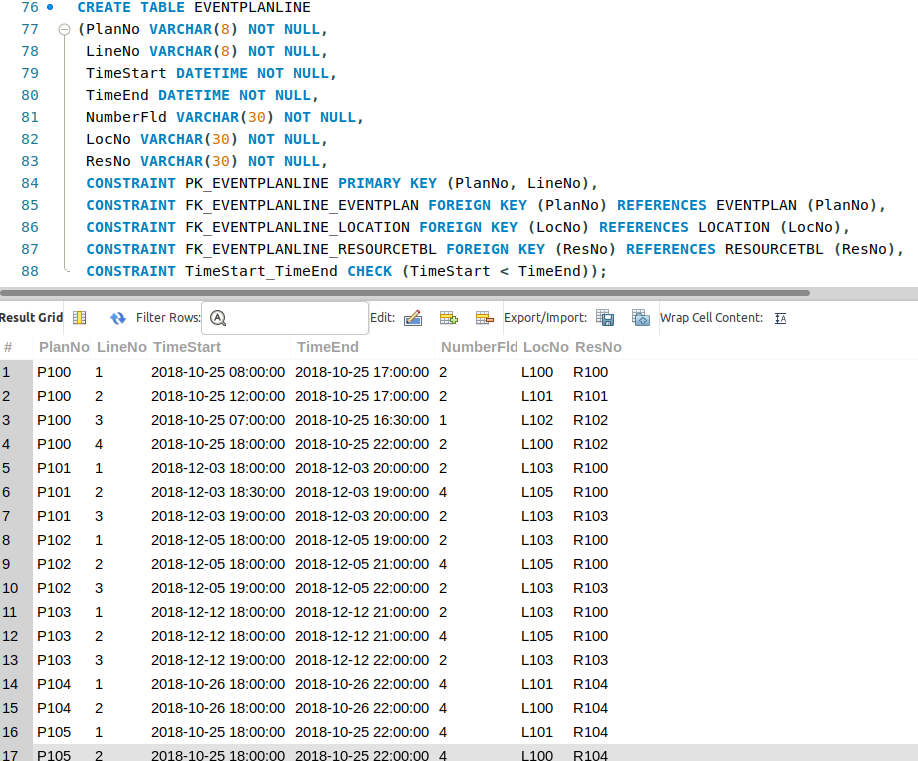 76 CREATE TABLE EVENTPLANLINE
77 (PlanNo VARCHAR(8) NOT NULL,
78 LineNo VARCHAR(8) NOT NULL,
79 TimeStart DATETIME NOT NULL,
80 TimeEnd DATETIME NOT NULL,
81 NumberFld VARCHAR(30) NOT NULL,
82 LocNo VARCHAR(30) NOT NULL,
83 ResNo VARCHAR(30) NOT NULL,
84 CONSTRAINT PK_EVENTPLANLINE PRIMARY KEY (PlanNo, LineNo),
85 CONSTRAINT FK_EVENTPLANLINE_EVENTPLAN FOREIGN KEY (PlanNo) REFERENCES EVENTPLAN (PlanNo),
86 CONSTRAINT FK_EVENTPLANLINE_LOCATION FOREIGN KEY (LocNo) REFERENCES LOCATION (LocNo),
87 CONSTRAINT FK_EVENTPLANLINE_RESOURCETBL FOREIGN KEY (ResNo) REFERENCES RESOURCETBL (ResNo),
88 CONSTRAINT TimeStart_TimeEnd CHECK (TimeStart < TimeEnd));
Result Grid Filter Rows: Edit: Export/Import: Wrap Cell Content:
# PlanNo LineNo TimeStart TimeEnd NumberFld LocNo ResNo
1 P100 1 2018-10-25 08:00:00 2018-10-25 17:00:00 2 L100 R100
2 P100 2 2018-10-25 12:00:00 2018-10-25 17:00:00 2 L101 R101
3 P100 3 2018-10-25 07:00:00 2018-10-25 16:30:00 1 L102 R102
4 P100 4 2018-10-25 18:00:00 2018-10-25 22:00:00 2 L100 R102
5 P101 1 2018-12-03 18:00:00 2018-12-03 20:00:00 2 L103 R100
6 P101 2 2018-12-03 18:30:00 2018-12-03 19:00:00 4 L105 R100
7 P101 3 2018-12-03 19:00:00 2018-12-03 20:00:00 2 L103 R103
8 P102 1 2018-12-05 18:00:00 2018-12-05 19:00:00 2 L103 R100
9 P102 2 2018-12-05 18:00:00 2018-12-05 21:00:00 4 L105 R100
10 P102 3 2018-12-05 19:00:00 2018-12-05 22:00:00 2 L103 R103
11 P103 1 2018-12-12 18:00:00 2018-12-12 21:00:00 2 L103 R100
12 P103 2 2018-12-12 18:00:00 2018-12-12 21:00:00 4 L105 R100
13 P103 3 2018-12-12 19:00:00 2018-12-12 22:00:00 2 L103 R103
14 P104 1 2018-10-26 18:00:00 2018-10-26 22:00:00 4 L101 R104
15 P104 2 2018-10-26 18:00:00 2018-10-26 22:00:00 4 L100 R104
16 P105 1 2018-10-25 18:00:00 2018-10-25 22:00:00 4 L101 R104
17 P105 2 2018-10-25 18:00:00 2018-10-25 22:00:00 4 L100 R104